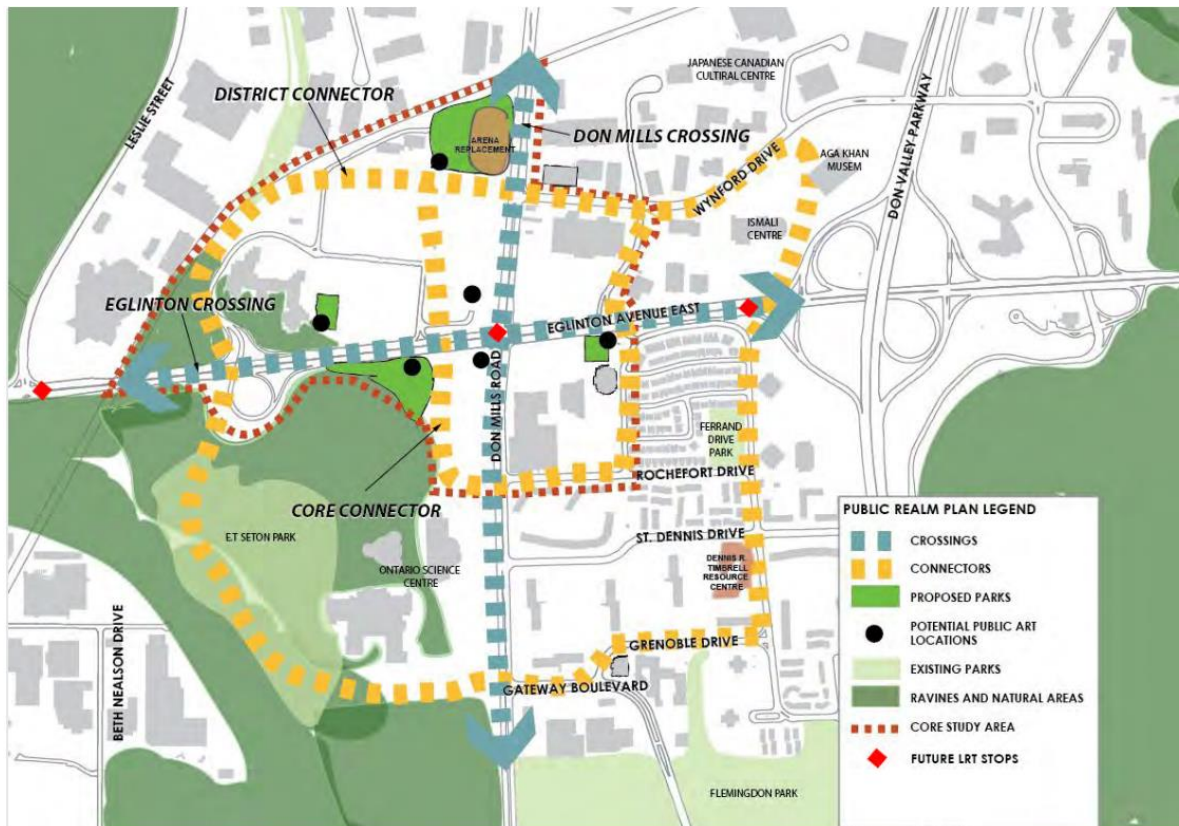 JAPANESE CANADIAN
CULTIRAL CENTRE
LESLIE STREET
DISTRICT CONNECTOR
DON MILLS CROSSING
ARENA
REPLACEMENT
DON VALLEY PARKWAY
AGA KHAN
MUSEM
WYNFORD DRIVE
ISMALI
CENTRE
EGLINTON CROSSING
EGLINTON AVENUE EAST
DON MILLS ROAD
FERRAND
DRIVE
PARK
ROCHEFORT DRIVE
CORE CONNECTOR
E.T SETON PARK
ST. DENNIS DRIVE
ONTARIO SCIENCE
CENTRE
DENNIS R.
TIMBRELL
RESOURCE
CENTRE
GRENOBLE DRIVE
GATEWAY BOULEVARD
BETH NEALSON DRIVE
FLEMINGDON PARK
PUBLIC REALM PLAN LEGEND
CROSSINGS
CONNECTORS
PROPOSED PARKS
POTENTIAL PUBLIC ART
LOCATIONS
EXISTING PARKS
RAVINES AND NATURAL AREAS
CORE STUDY AREA
FUTURE LRT STOPS